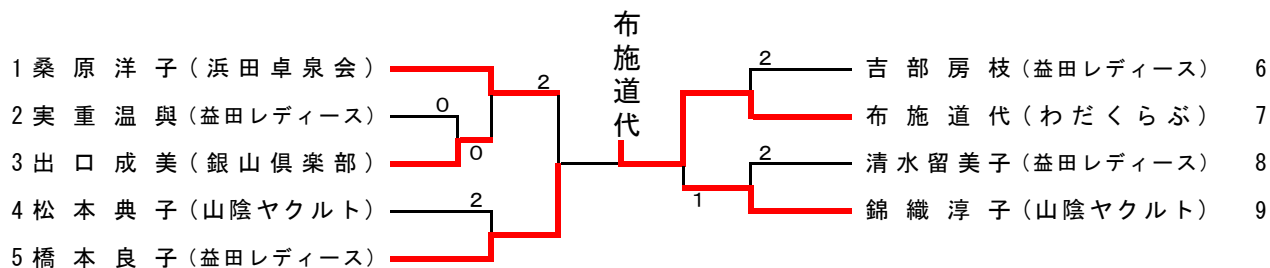 布施道代
1 桑原洋子（浜田卓泉会）
2 実重温與（益田レディース）
3 出口成美（銀山倶楽部）
4 松本典子（山陰ヤクルト）
5 橋本良子（益田レディース）
0
0
2
2
吉部房枝（益田レディース） 6
布施道代（わだくらぶ） 7
清水留美子（益田レディース） 8
錦織淳子（山陰ヤクルト） 9
2
2
1